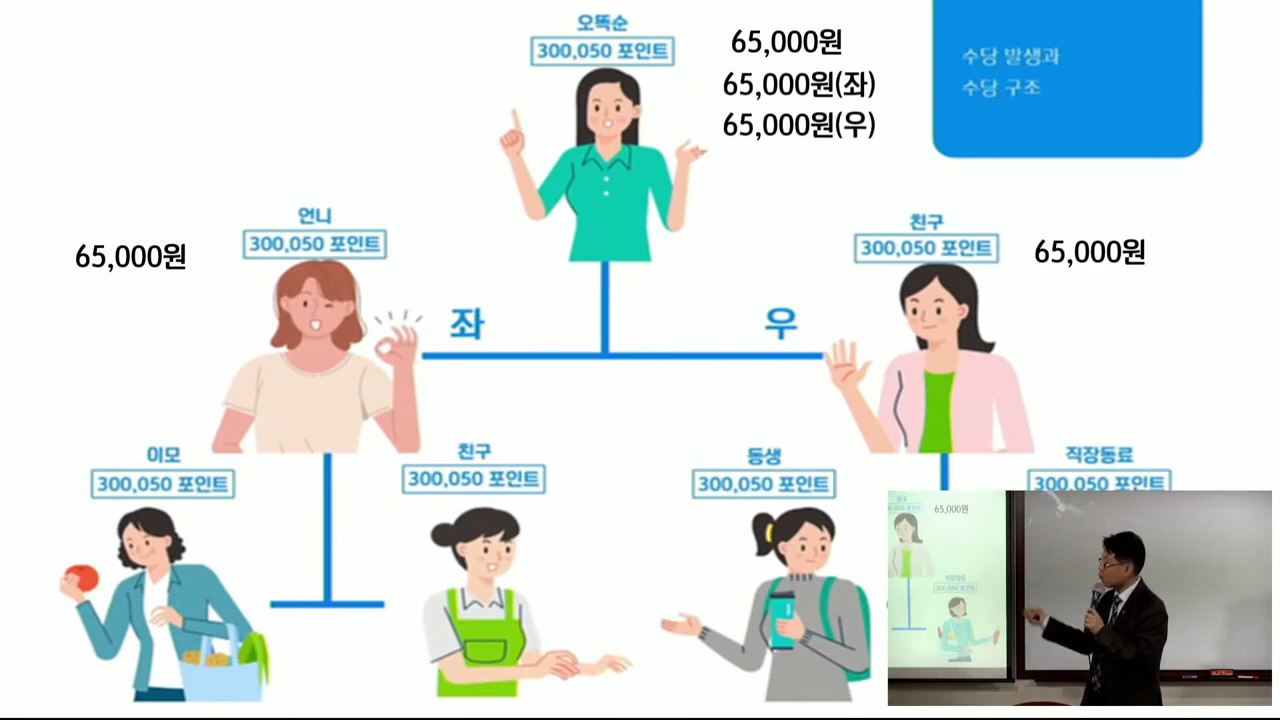 오똑순
300,050 포인트
65,000원
65,000원(좌)
65,000원(우)
수당 발생과
수당 구조
언니
300,050 포인트
65,000원
친구
300,050 포인트
65,000원
좌
우
이모
300,050 포인트
친구
300,050 포인트
동생
300,050 포인트
직장동료
300,050 포인트
65,000원